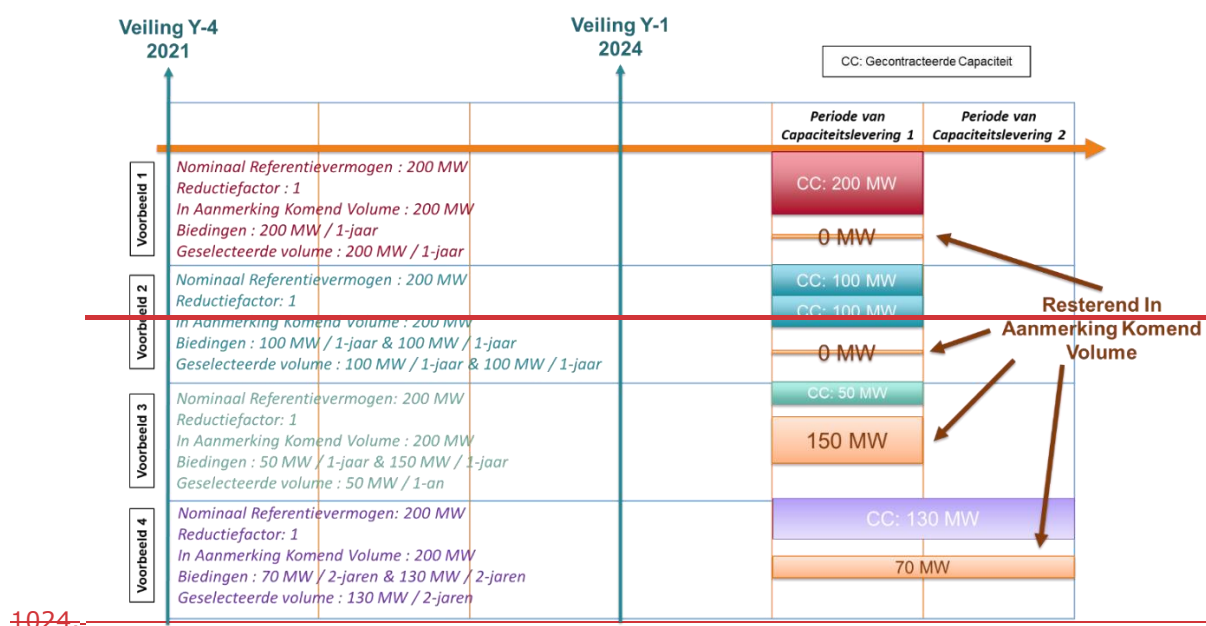 Veiling Y-4
2021
Veiling Y-1
2024
CC: Gecontracteerde Capaciteit
Periode van
Capaciteitslevering 1
Periode van
Capaciteitslevering 2
Voorbeeld 1
Nominaal Referentievermogen : 200 MW
Reductiefactor : 1
In Aanmerking Komend Volume : 200 MW
Biedingen : 200 MW / 1-jaar
Geselecteerde volume : 200 MW / 1-jaar
CC: 200 MW
0 MW
Voorbeeld 2
Nominaal Referentievermogen : 200 MW
Reductiefactor: 1
In Aanmerking Komend Volume : 200 MW
Biedingen : 100 MW / 1-jaar & 100 MW / 1-jaar
Geselecteerde volume : 100 MW / 1-jaar & 100 MW / 1-jaar
CC: 100 MW
CC: 100 MW
0 MW
Resterend In
Aanmerking Komend
Volume
Voorbeeld 3
Nominaal Referentievermogen: 200 MW
Reductiefactor: 1
In Aanmerking Komend Volume : 200 MW
Biedingen : 50 MW / 1-jaar & 150 MW / 1-jaar
Geselecteerde volume : 50 MW / 1-an
CC: 50 MW
150 MW
Voorbeeld 4
Nominaal Referentievermogen: 200 MW
Reductiefactor: 1
In Aanmerking Komend Volume : 200 MW
Biedingen : 70 MW / 2-jaren & 130 MW / 2-jaren
Geselecteerde volume : 130 MW / 2-jaren
CC: 130 MW
70 MW
1024.